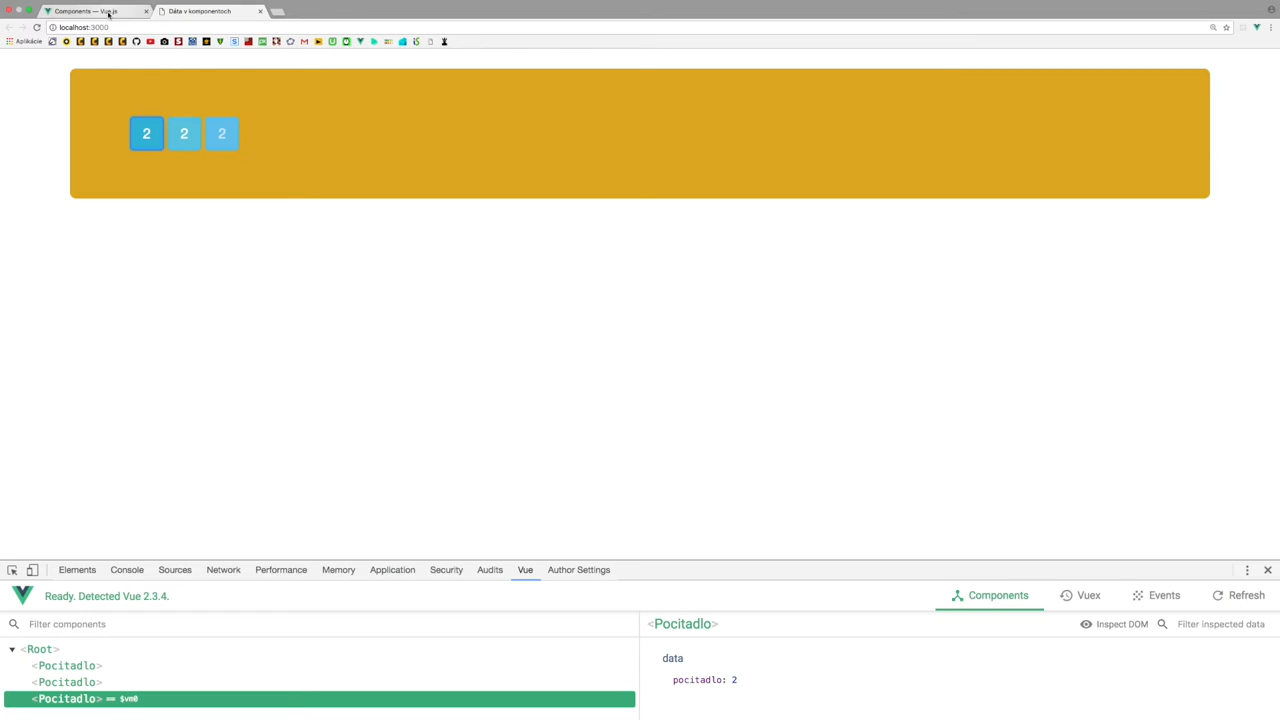 Components — Vue.js
Dáta v komponentoch
localhost:3000
Aplikácie
2 2 2
Elements Console Sources Network Performance Memory Application Security Audits Vue Author Settings
Ready. Detected Vue 2.3.4.
Components Vuex Events Refresh
Filter components
<Pocitadlo> Inspect DOM Filter inspected data
<Root>
<Pocitadlo>
<Pocitadlo>
<Pocitadlo> == $vm0
data
pocitadlo: 2